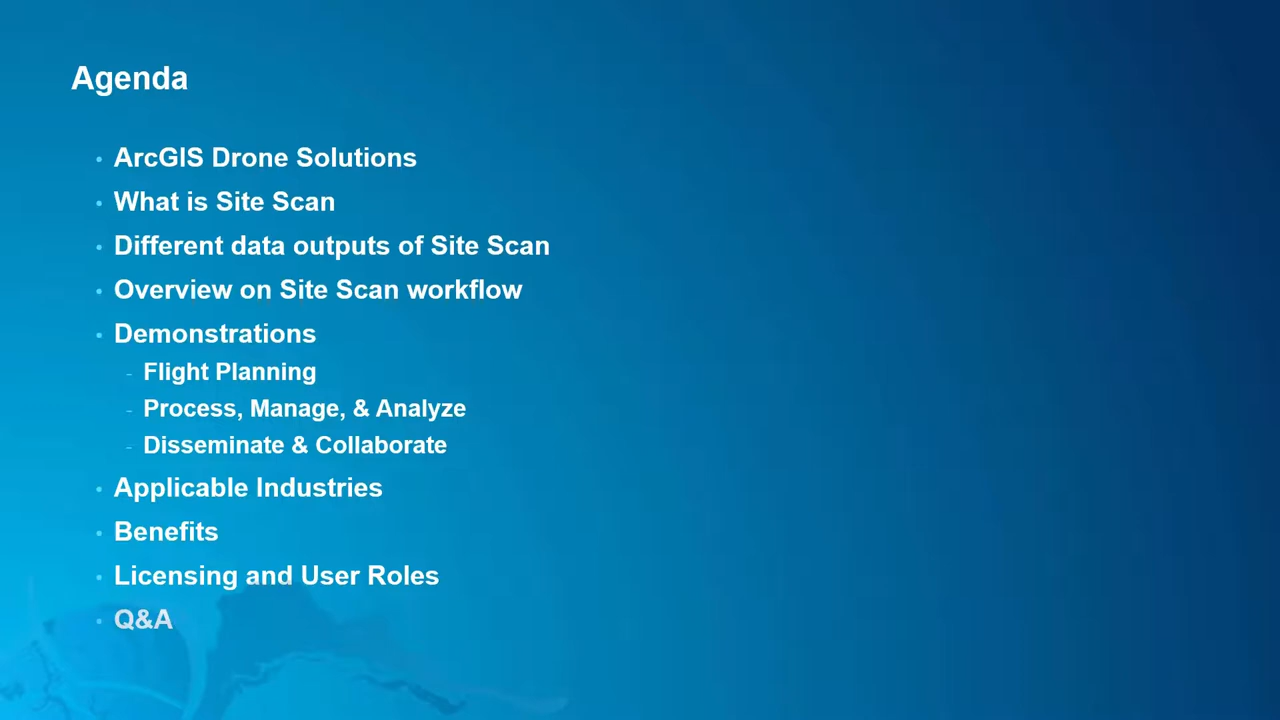 Agenda
• ArcGIS Drone Solutions
• What is Site Scan
• Different data outputs of Site Scan
• Overview on Site Scan workflow
• Demonstrations
- Flight Planning
- Process, Manage, & Analyze
- Disseminate & Collaborate
• Applicable Industries
• Benefits
• Licensing and User Roles
• Q&A